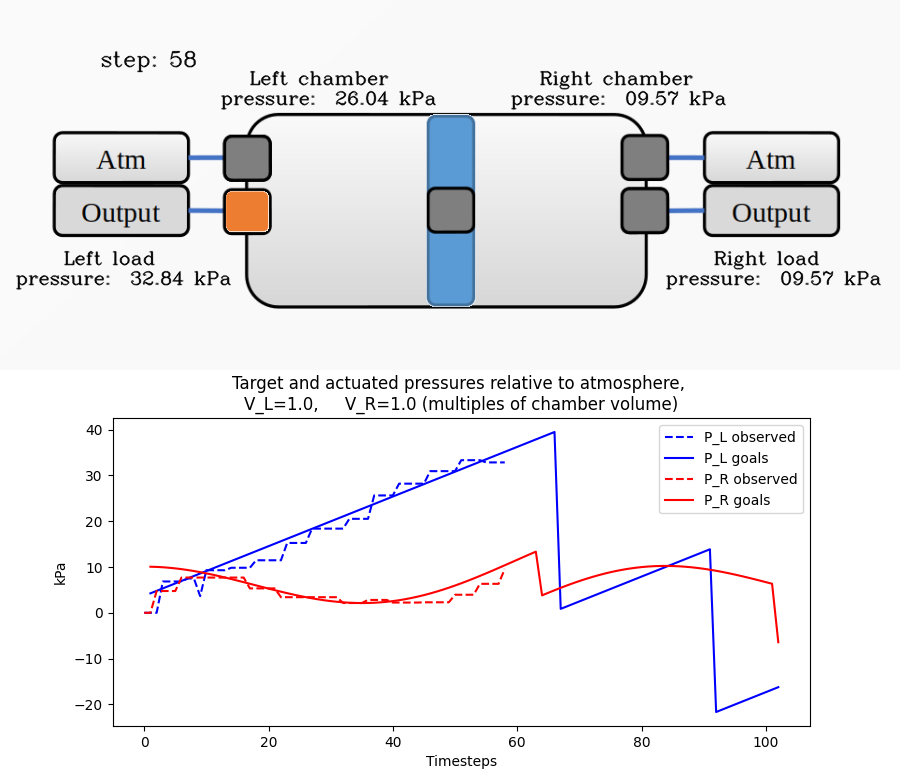 step: 58
Left chamber
pressure: 26.04 kPa
Right chamber
pressure: 09.57 kPa
Atm
Output
Atm
Output
Left load
pressure: 32.84 kPa
Right load
pressure: 09.57 kPa
Target and actuated pressures relative to atmosphere,
V_L=1.0, V_R=1.0 (multiples of chamber volume)
P_L observed
P_L goals
P_R observed
P_R goals
kPa
40
30
20
10
0
−10
−20
0 20 40 60 80 100
Timesteps